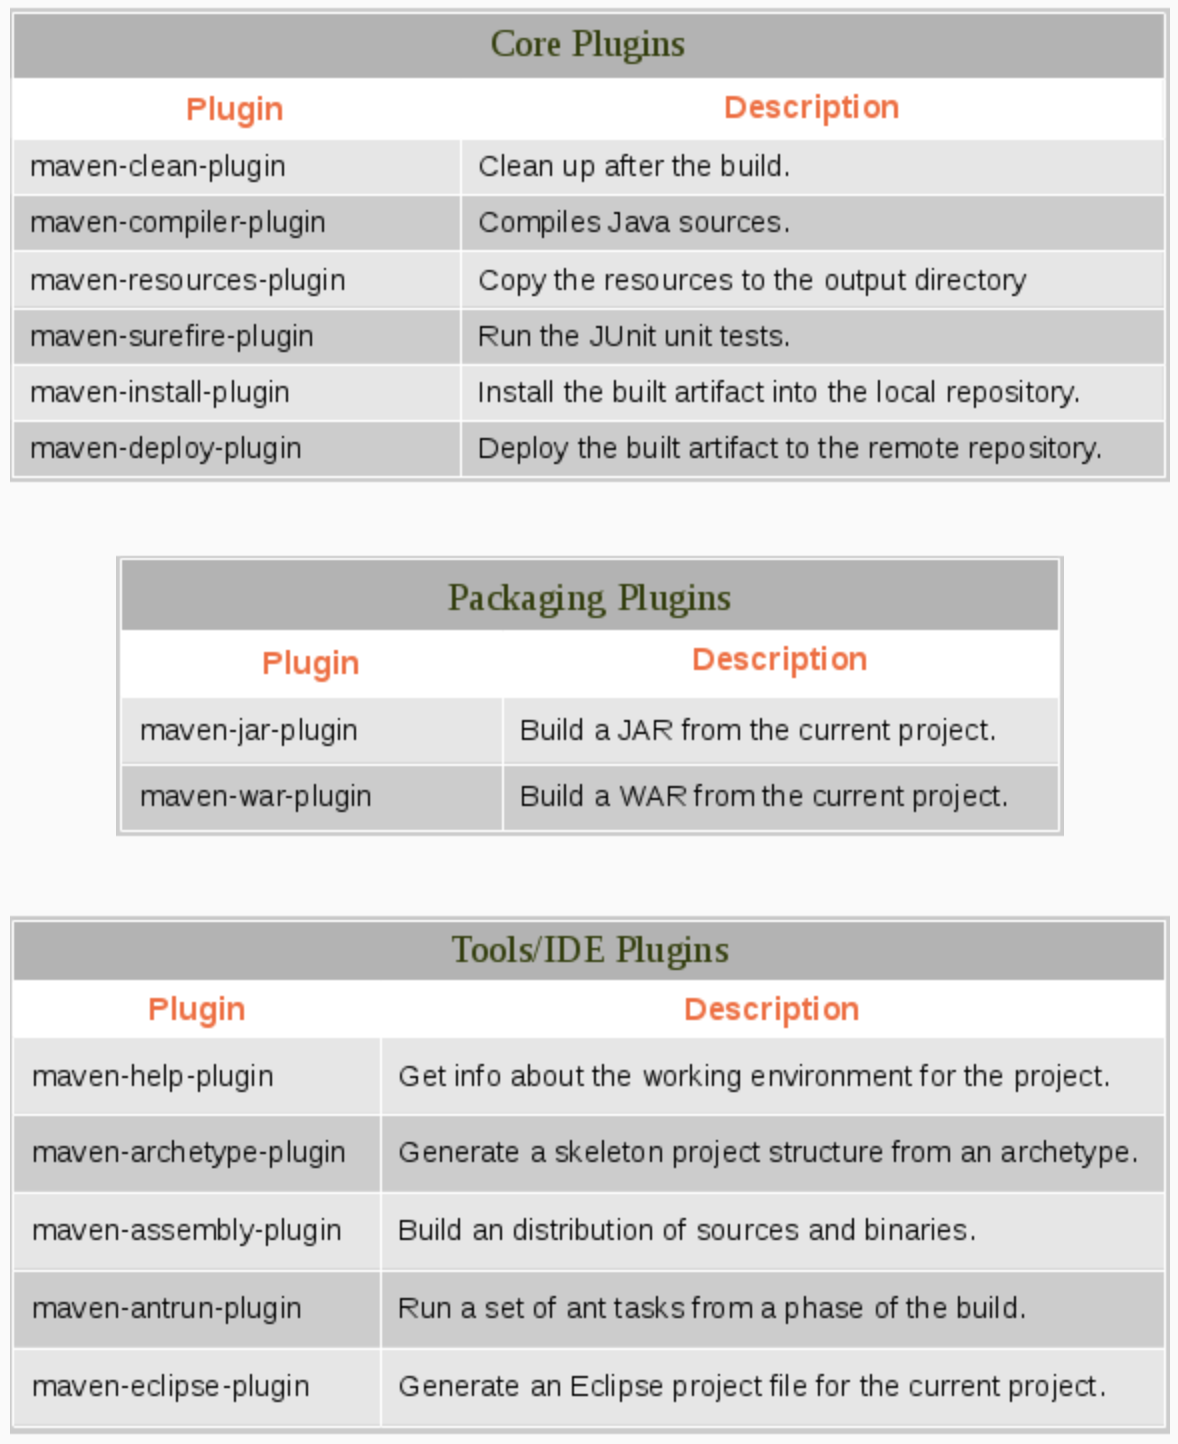 Core Plugins
Plugin Description
maven-clean-plugin Clean up after the build.
maven-compiler-plugin Compiles Java sources.
maven-resources-plugin Copy the resources to the output directory
maven-surefire-plugin Run the JUnit unit tests.
maven-install-plugin Install the built artifact into the local repository.
maven-deploy-plugin Deploy the built artifact to the remote repository.
Packaging Plugins
Plugin Description
maven-jar-plugin Build a JAR from the current project.
maven-war-plugin Build a WAR from the current project.
Tools/IDE Plugins
Plugin Description
maven-help-plugin Get info about the working environment for the project.
maven-archetype-plugin Generate a skeleton project structure from an archetype.
maven-assembly-plugin Build an distribution of sources and binaries.
maven-antrun-plugin Run a set of ant tasks from a phase of the build.
maven-eclipse-plugin Generate an Eclipse project file for the current project.